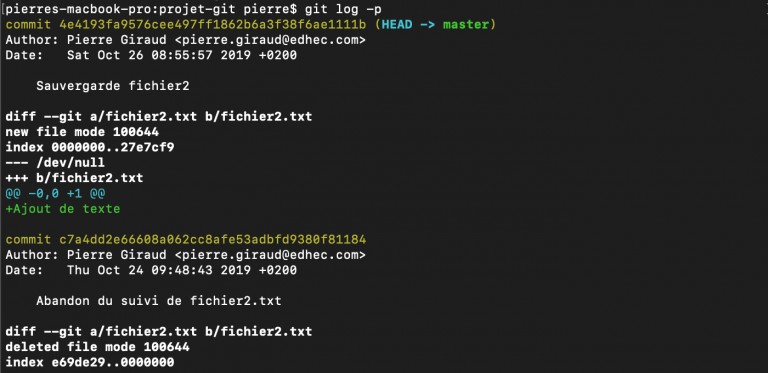 pierres-macbook-pro:projet-git pierre$ git log -p
commit 4e4193fa9576cee497ff1862b6a3f38f6ae1111b (HEAD -> master)
Author: Pierre Giraud <pierre.giraud@edhec.com>
Date:   Sat Oct 26 08:55:57 2019 +0200

    Sauvergarde fichier2

diff --git a/fichier2.txt b/fichier2.txt
new file mode 100644
index 0000000..27e7cf9
--- /dev/null
+++ b/fichier2.txt
@@ -0,0 +1 @@
+Ajout de texte

commit c7a4dd2e66608a062cc8afe53adbfd9380f81184
Author: Pierre Giraud <pierre.giraud@edhec.com>
Date:   Thu Oct 24 09:48:43 2019 +0200

    Abandon du suivi de fichier2.txt

diff --git a/fichier2.txt b/fichier2.txt
deleted file mode 100644
index e69de29..0000000